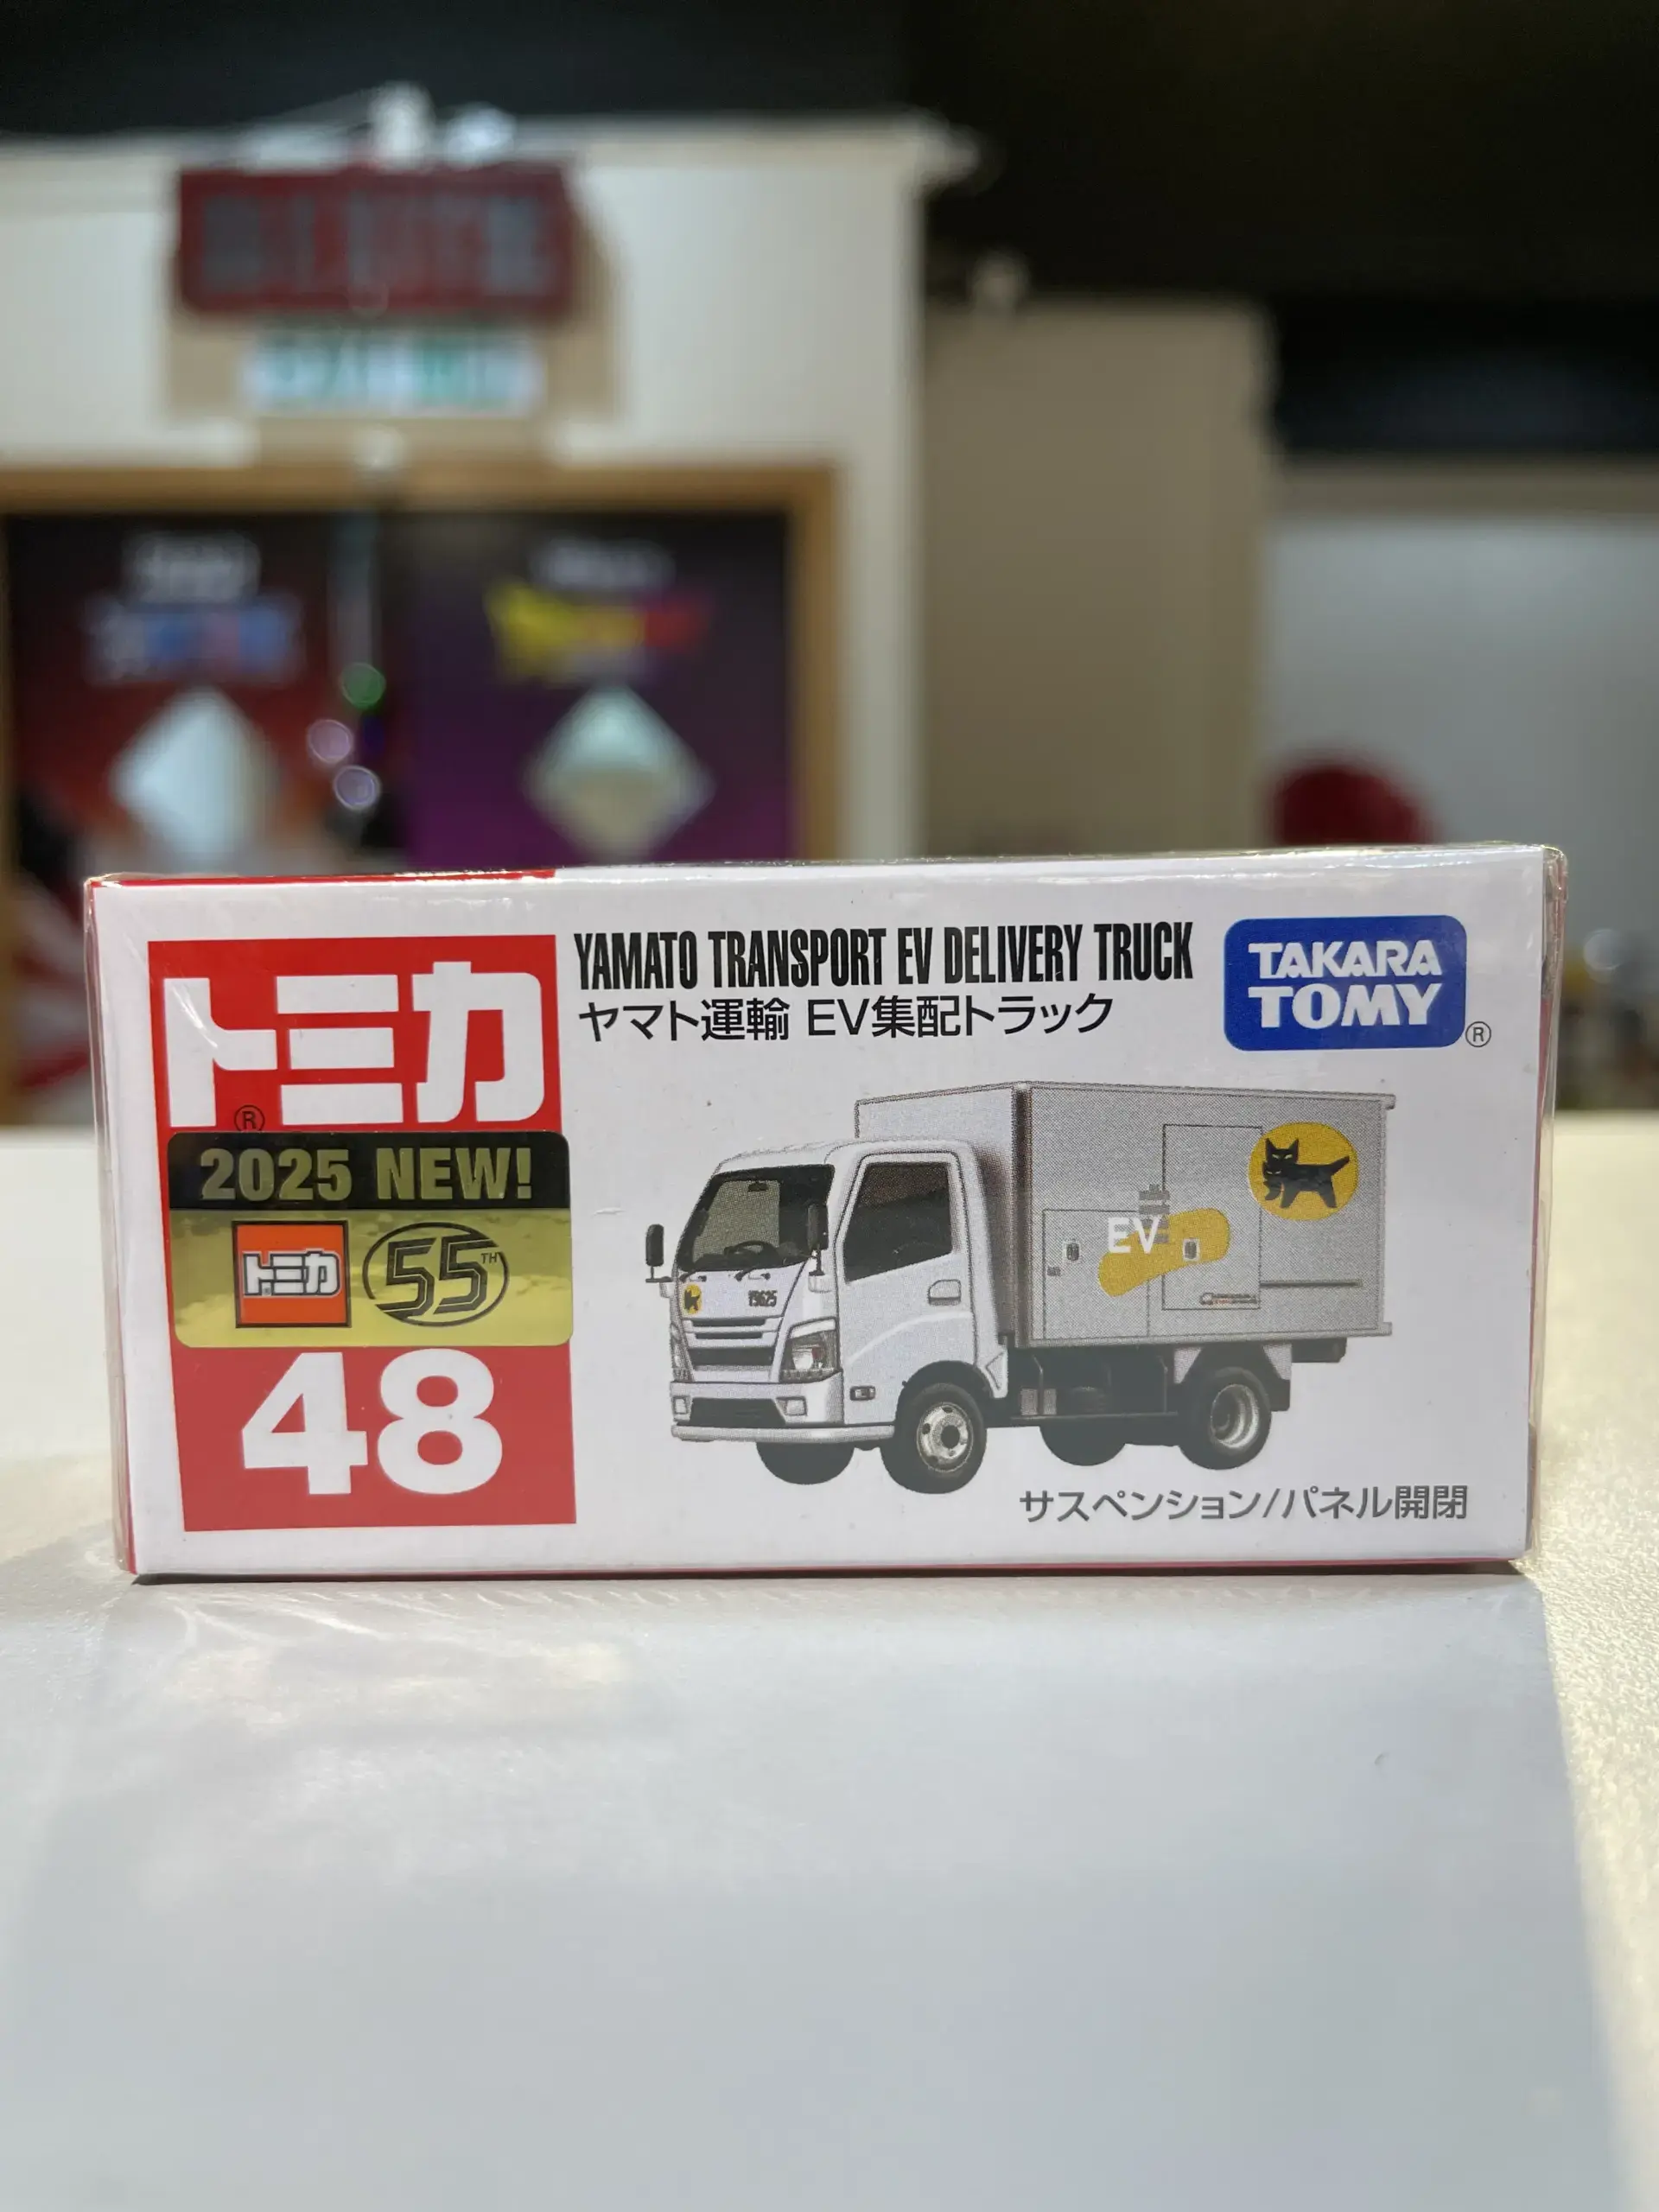 トミカ
®
YAMATO TRANSPORT EV DELIVERY TRUCK
ヤマト運輸 EV集配トラック
TAKARA
TOMY
®
2025 NEW!
トミカ
55TH
48
EV
サスペンション/パネル開閉